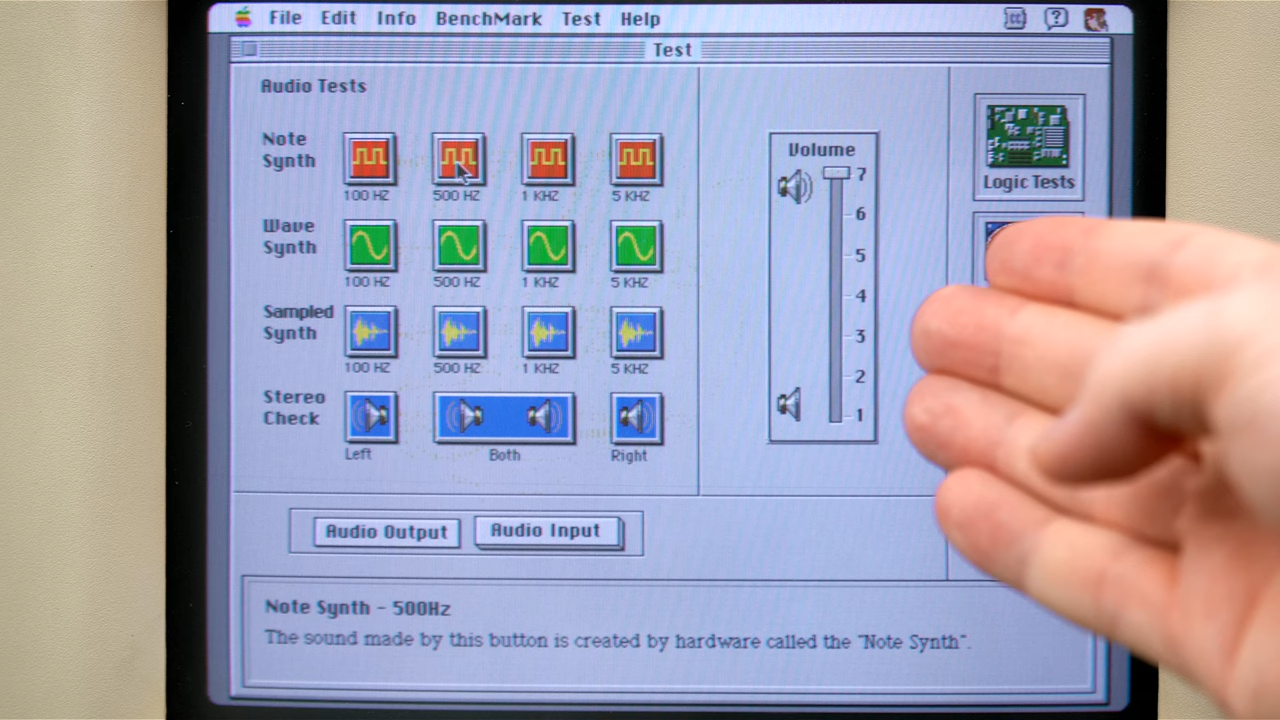 File Edit Info BenchMark Test Help
Test
Audio Tests
Note
Synth
100 HZ 500 HZ 1 KHZ 5 KHZ
Wave
Synth
100 HZ 500 HZ 1 KHZ 5 KHZ
Sampled
Synth
100 HZ 500 HZ 1 KHZ 5 KHZ
Stereo
Check
Left Both Right
Volume
7
6
5
4
3
2
1
Logic Tests
Audio Output Audio Input
Note Synth - 500Hz
The sound made by this button is created by hardware called the "Note Synth".